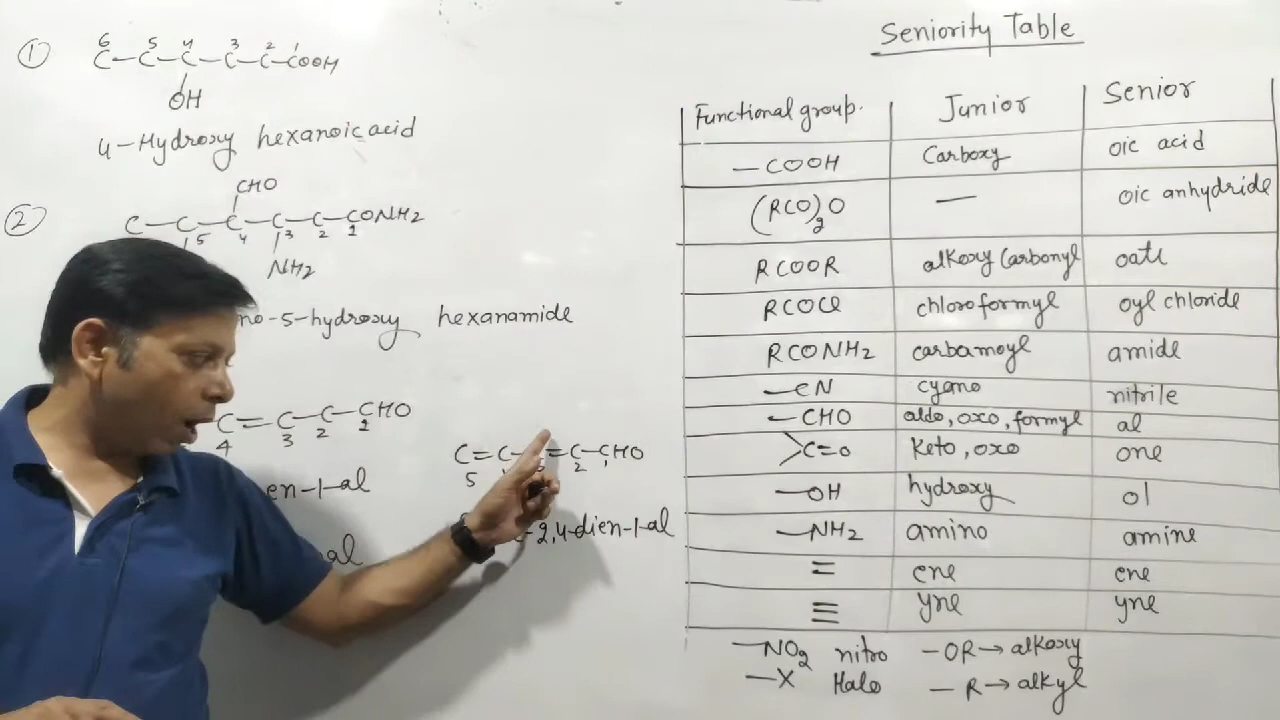 ① 6 5 4 3 2 1
C-C-C-C-C-COOH
OH
4-Hydroxy hexanoic acid
② CHO
C-C-C-C-C-CONH2
5 4 3 2 1
NH2
no-5-hydroxy hexanamide
C=C-C-CHO
4 3 2 1
en-1-al
al
C=C =C-CHO
5 2 1
-2,4-dien-1-al
Seniority Table
Functional group. Junior Senior
-COOH Carboxy oic acid
(RCO)2O — oic anhydride
RCOOR alkoxy Carbonyl oate
RCOCl chloroformyl oyl chloride
RCONH2 carbamoyl amide
-CN cyano nitrile
-CHO aldo, oxo, formyl al
>C=O Keto, oxo one
-OH hydroxy ol
-NH2 amino amine
= ene ene
≡ yne yne
-NO2 nitro -OR→alkoxy
-X Halo -R→alkyl